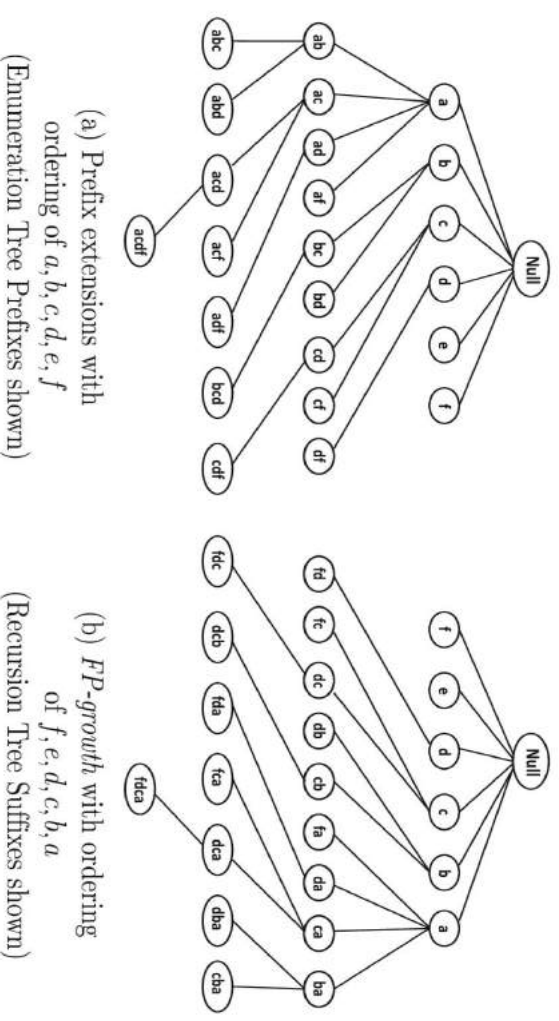 Null
a b c d e f
ab ac ad af bc bd cd cf df
abc abd acd acf adf bcd cdf
acdf
(a) Prefix extensions with
ordering of a, b, c, d, e, f
(Enumeration Tree Prefixes shown)
Null
f e d c b a
fd fc dc db cb fa da ca ba
fdc dcb fda fca dca dba cba
fdca
(b) FP-growth with ordering
of f, e, d, c, b, a
(Recursion Tree Suffixes shown)